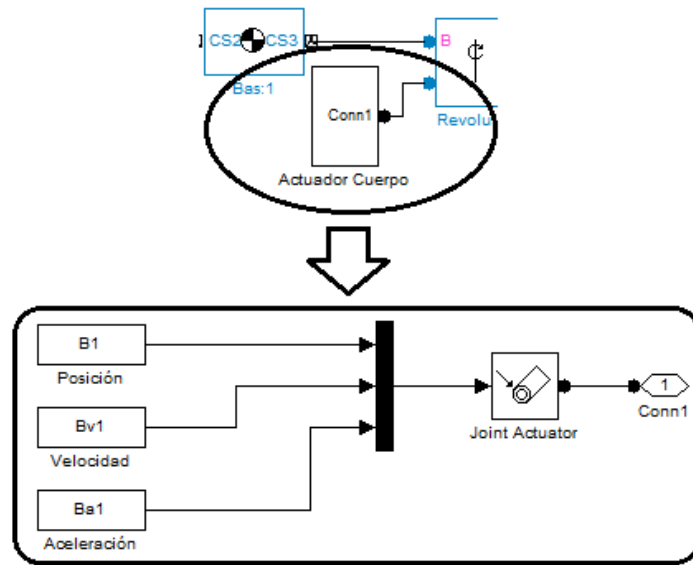 CS2 CS3 B
Bas:1
Conn1
Revolu
Actuador Cuerpo
B1
Posición
Bv1
Velocidad
Joint Actuator
1
Conn1
Ba1
Aceleración